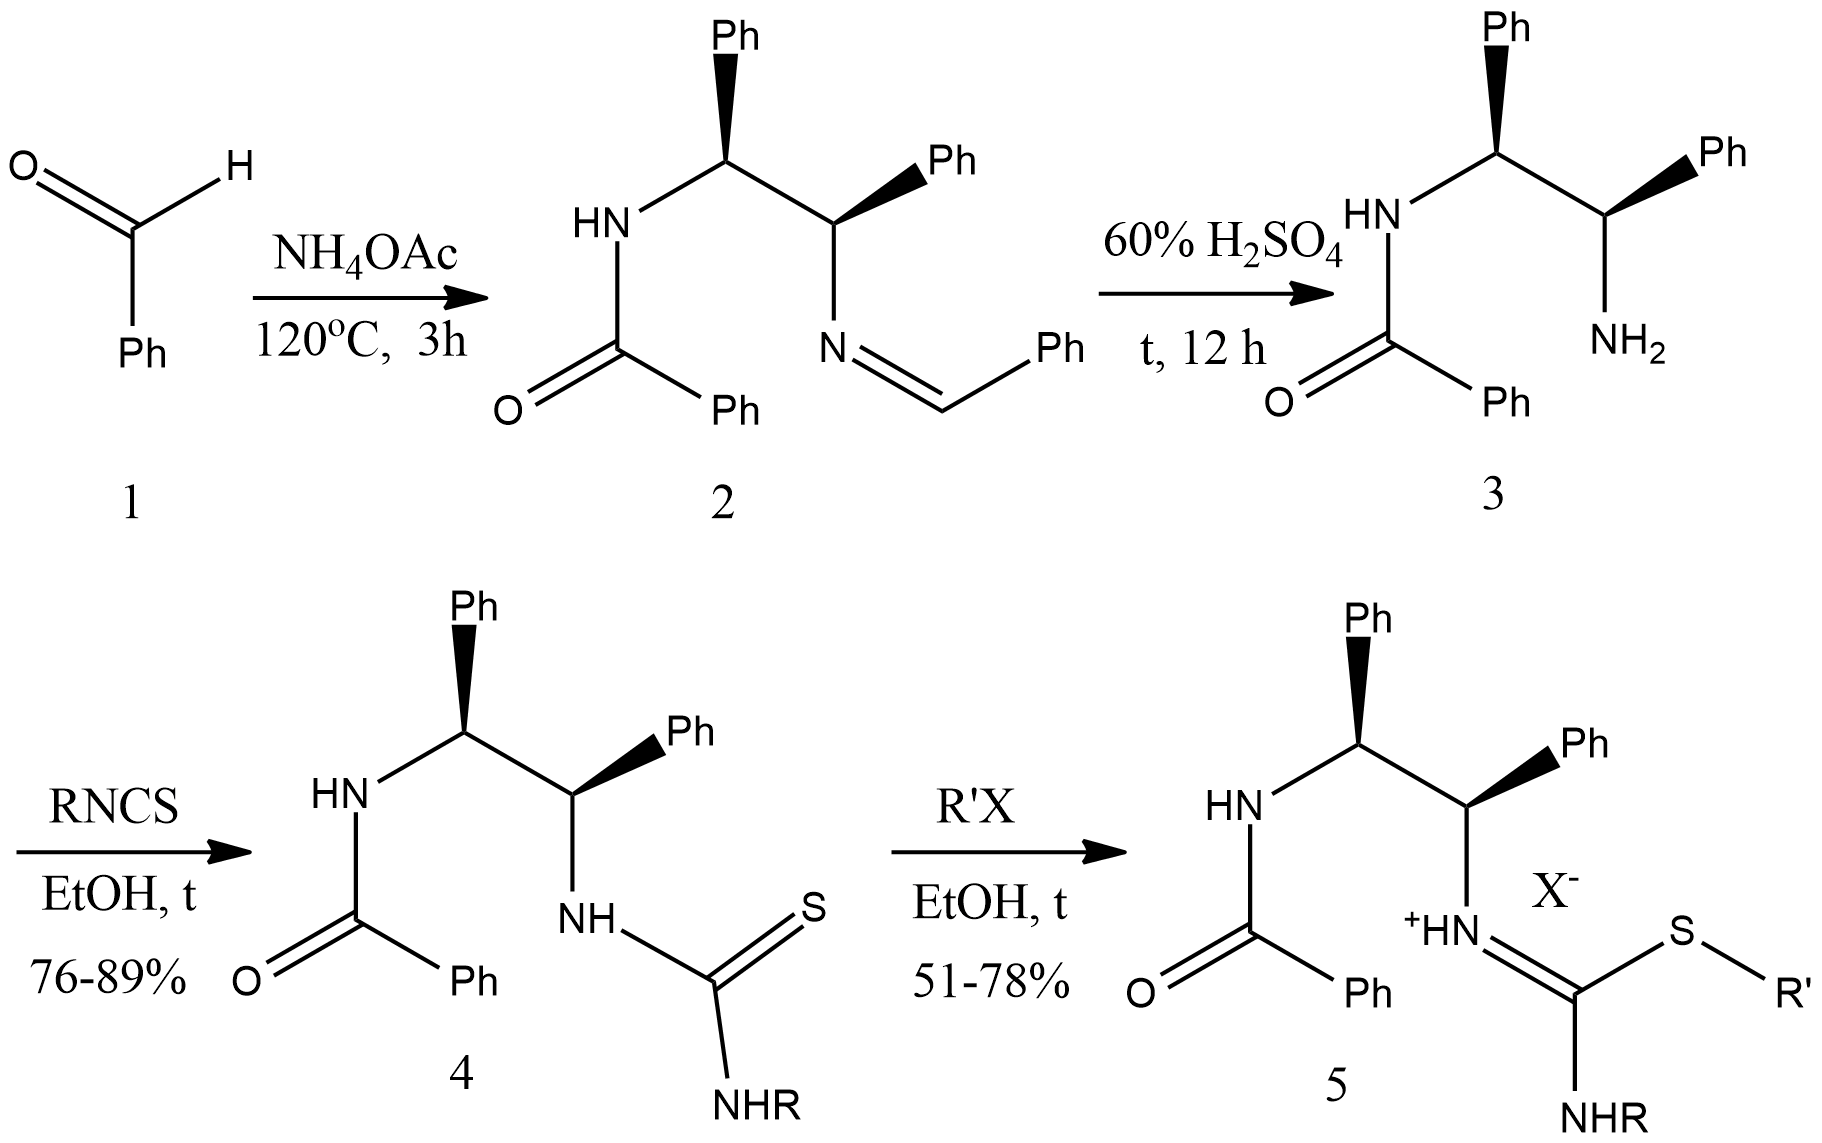 O
H
Ph
NH₄OAc
120ºC, 3h
1
Ph
Ph
HN
N
Ph
O
Ph
2
60% H₂SO₄
t, 12 h
Ph
Ph
HN
NH₂
O
Ph
3
RNCS
EtOH, t
76-89%
Ph
Ph
HN
NH
S
O
Ph
NHR
4
R'X
EtOH, t
51-78%
Ph
Ph
HN
X⁻
⁺HN
S
O
Ph
R'
NHR
5